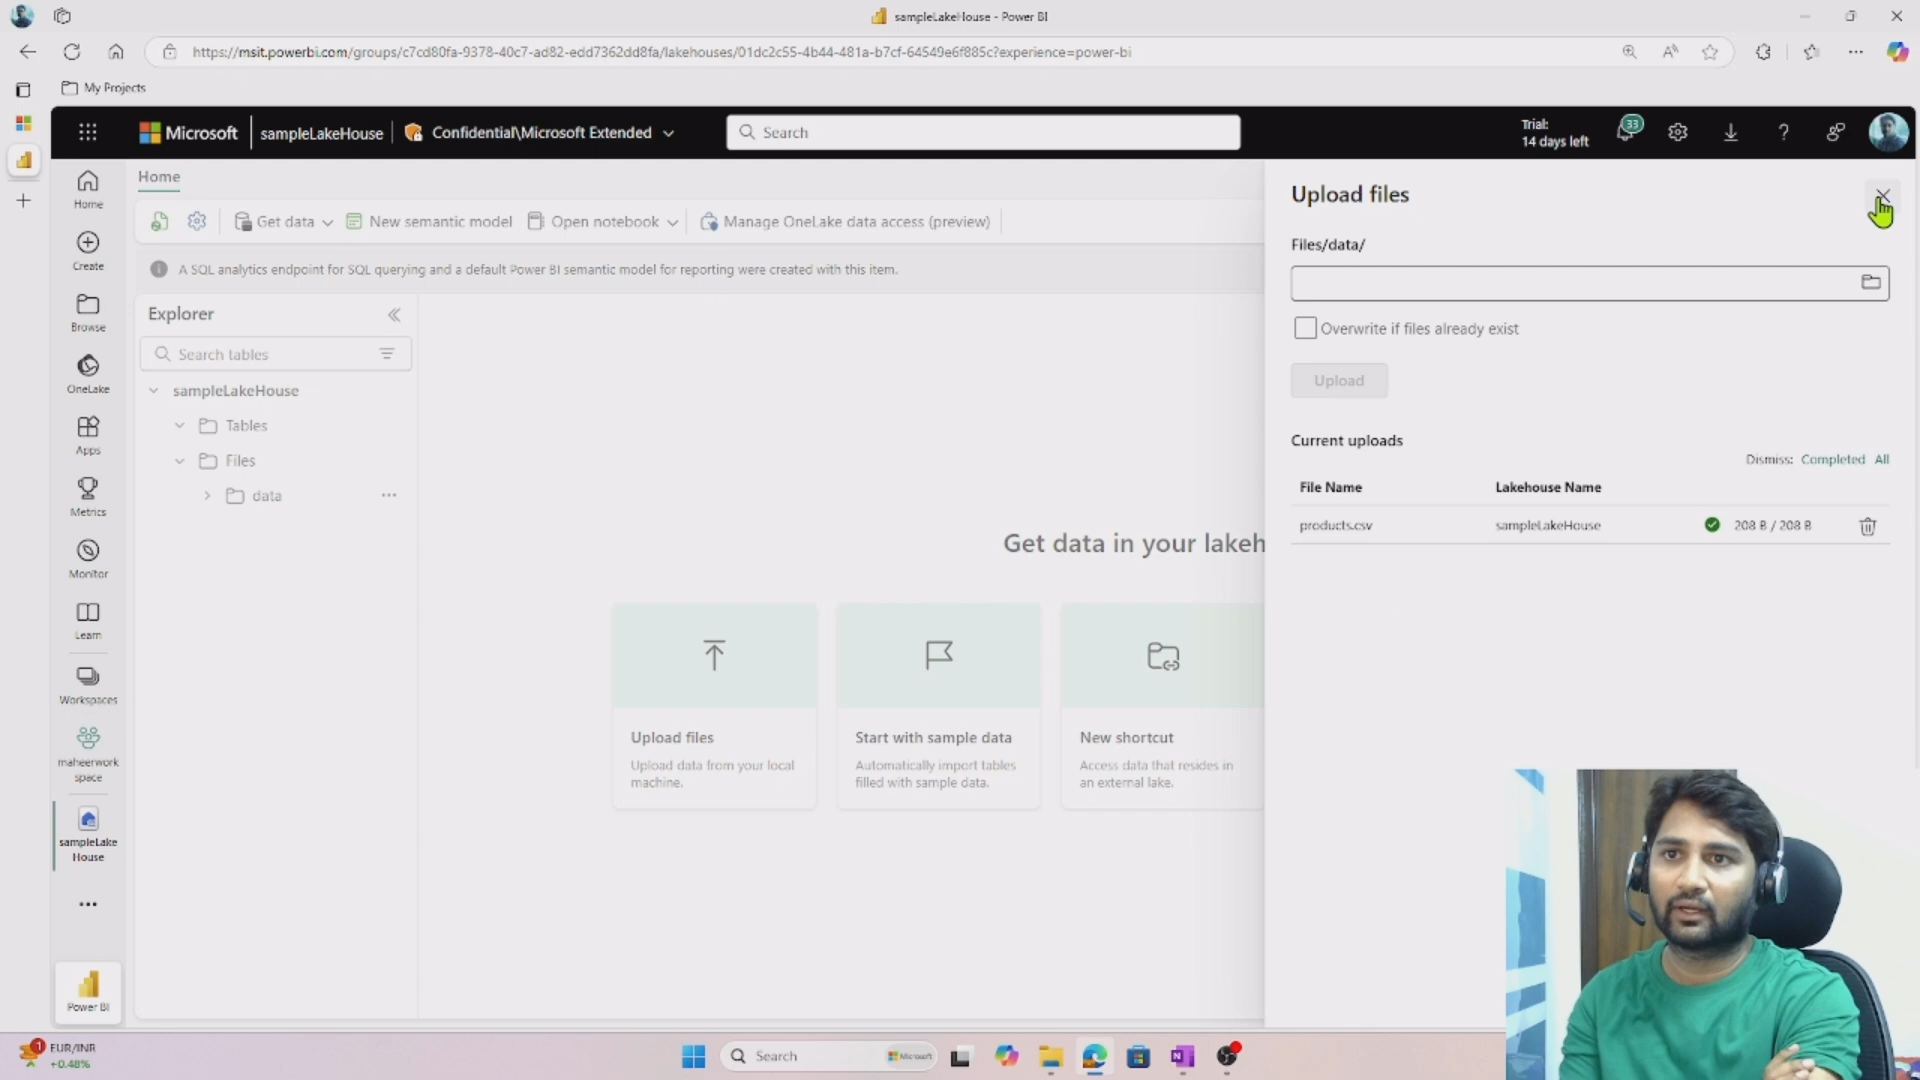 sampleLakeHouse - Power BI
https://msit.powerbi.com/groups/c7cd80fa-9378-40c7-ad82-edd7362dd8fa/lakehouses/01dc2c55-4b44-481a-b7cf-64549e6f885c?experience=power-bi
My Projects
Microsoft
sampleLakeHouse
Confidential\Microsoft Extended
Search
Trial:
14 days left
33
Home
Create
Browse
OneLake
Apps
Metrics
Monitor
Learn
Workspaces
maheerwork
space
sampleLake
House
Power BI
Home
Get data
New semantic model
Open notebook
Manage OneLake data access (preview)
A SQL analytics endpoint for SQL querying and a default Power BI semantic model for reporting were created with this item.
Explorer
Search tables
sampleLakeHouse
Tables
Files
data
Get data in your lakeh
Upload files
Upload data from your local
machine.
Start with sample data
Automatically import tables
filled with sample data.
New shortcut
Access data that resides in
an external lake.
Upload files
Files/data/
Overwrite if files already exist
Upload
Current uploads
Dismiss: Completed All
File Name Lakehouse Name
products.csv sampleLakeHouse 208 B / 208 B
1
EUR/INR
+0.48%
Search
Microsoft